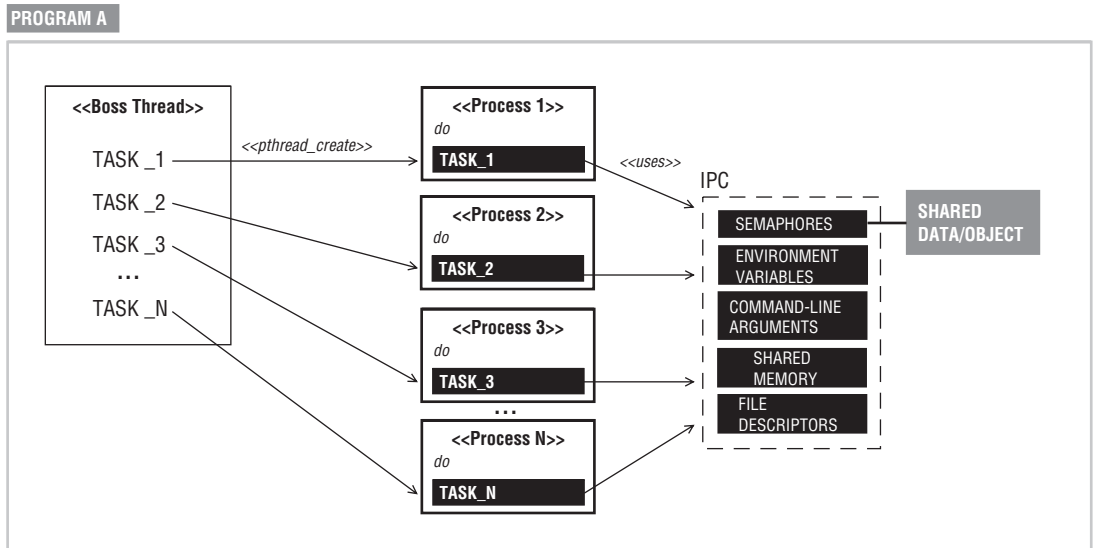 PROGRAM A
<<Boss Thread>>
TASK _1
TASK _2
TASK _3
...
TASK _N
<<pthread_create>>
<<Process 1>>
do
TASK_1
<<Process 2>>
do
TASK_2
<<Process 3>>
do
TASK_3
...
<<Process N>>
do
TASK_N
<<uses>>
IPC
SEMAPHORES
ENVIRONMENT
VARIABLES
COMMAND-LINE
ARGUMENTS
SHARED
MEMORY
FILE
DESCRIPTORS
SHARED
DATA/OBJECT